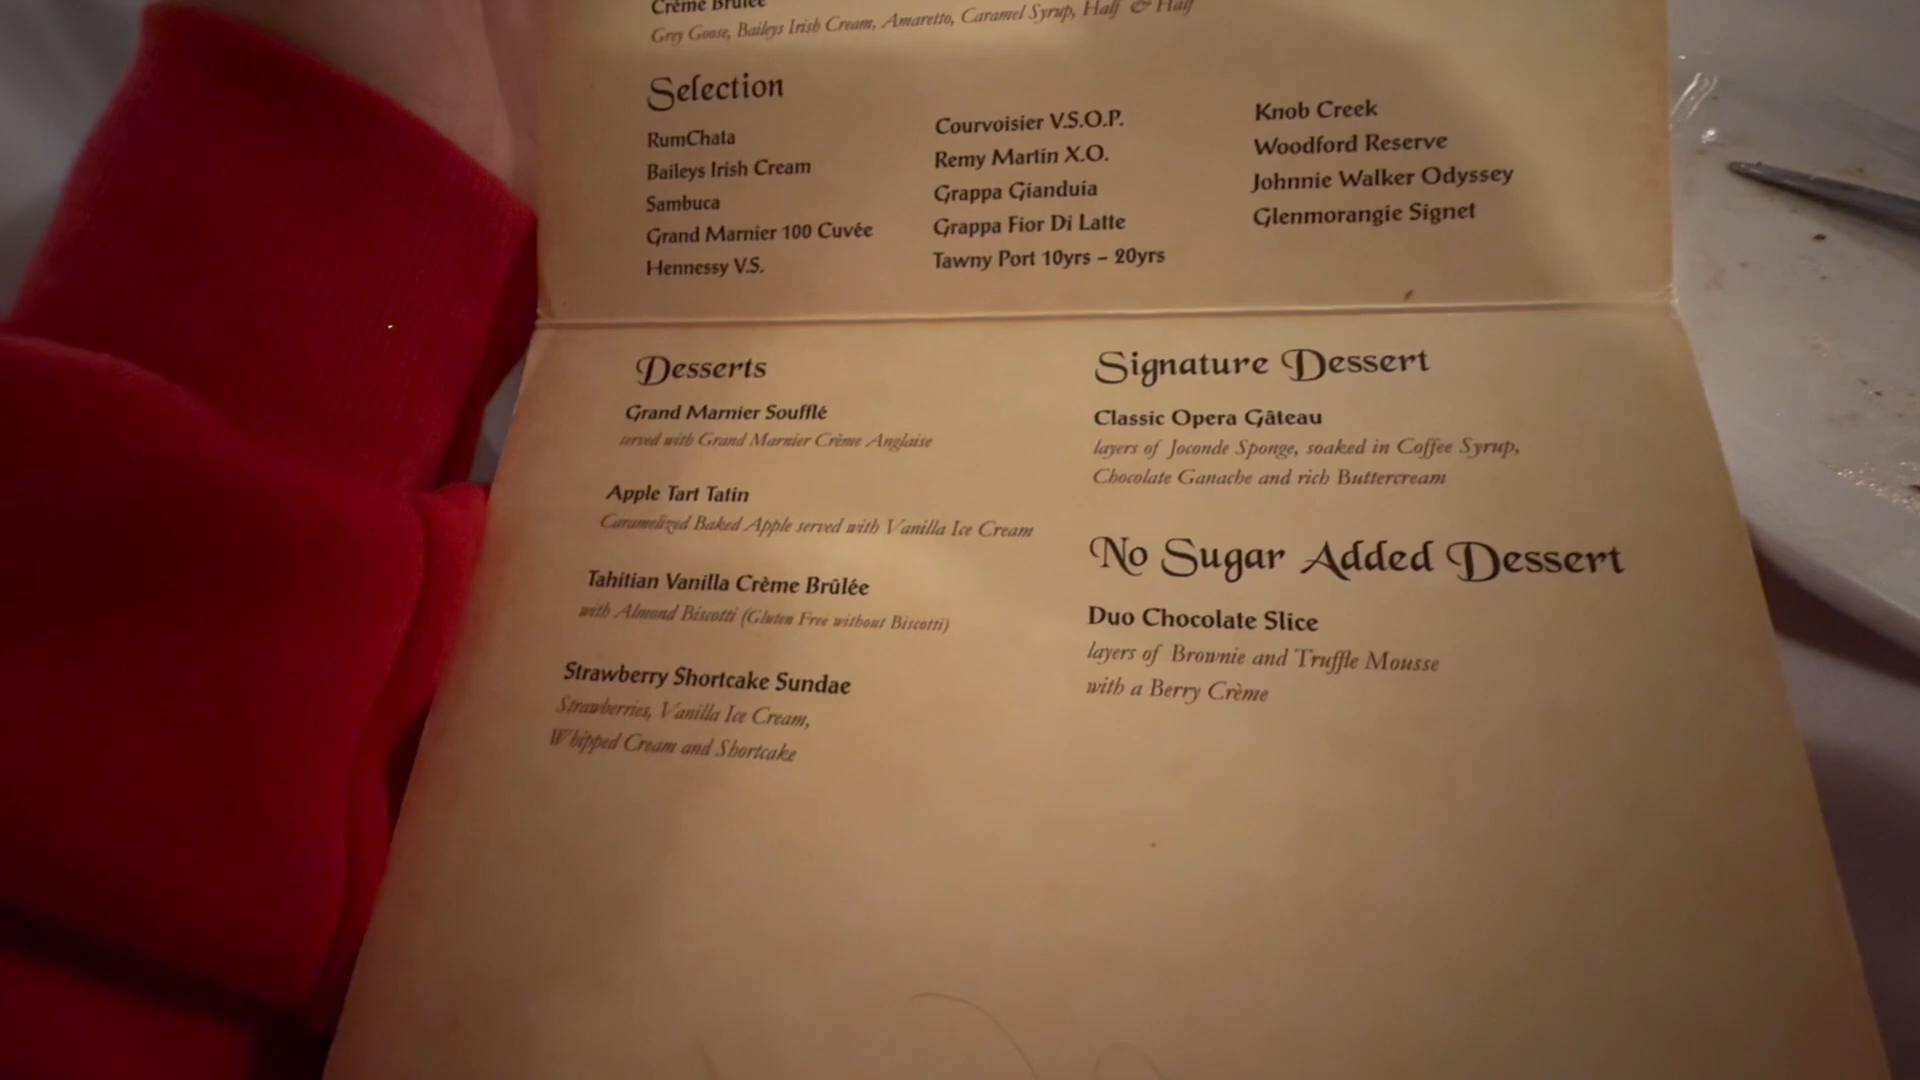 Crème Brûlée
Grey Goose, Baileys Irish Cream, Amaretto, Caramel Syrup, Half & Half
Selection
RumChata
Baileys Irish Cream
Sambuca
Grand Marnier 100 Cuvée
Hennessy V.S.
Courvoisier V.S.O.P.
Remy Martin X.O.
Grappa Gianduia
Grappa Fior Di Latte
Tawny Port 10yrs – 20yrs
Knob Creek
Woodford Reserve
Johnnie Walker Odyssey
Glenmorangie Signet
Desserts
Grand Marnier Soufflé
served with Grand Marnier Crème Anglaise
Apple Tart Tatin
Caramelized Baked Apple served with Vanilla Ice Cream
Tahitian Vanilla Crème Brûlée
with Almond Biscotti (Gluten Free without Biscotti)
Strawberry Shortcake Sundae
Strawberries, Vanilla Ice Cream,
Whipped Cream and Shortcake
Signature Dessert
Classic Opera Gâteau
layers of Joconde Sponge, soaked in Coffee Syrup,
Chocolate Ganache and rich Buttercream
No Sugar Added Dessert
Duo Chocolate Slice
layers of Brownie and Truffle Mousse
with a Berry Crème